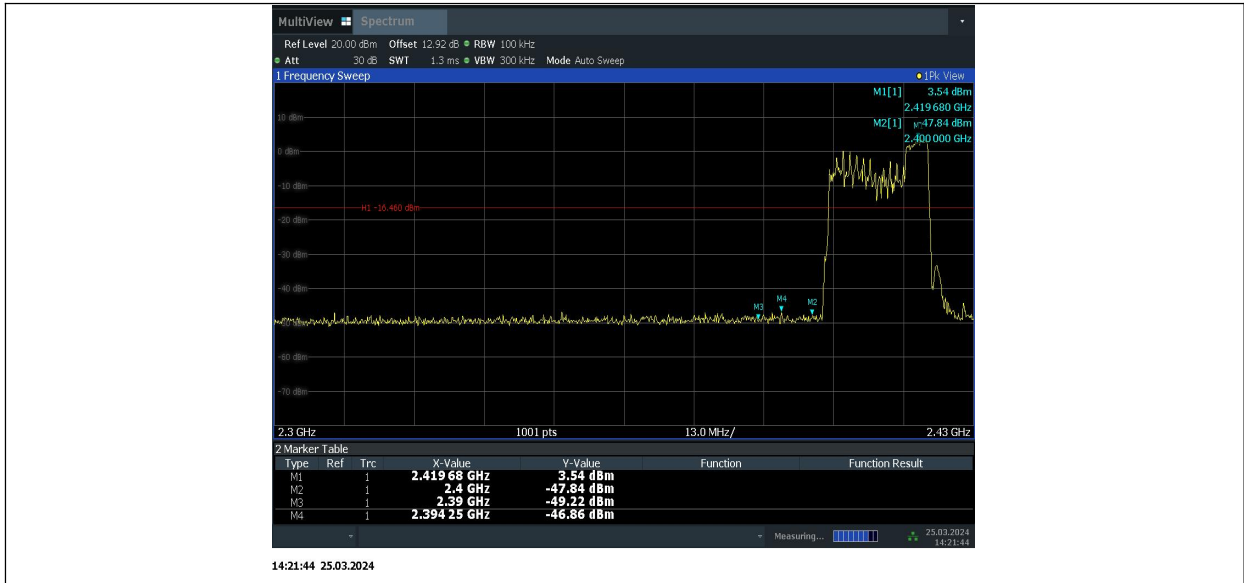 MultiView Spectrum
Ref Level 20.00 dBm Offset 12.92 dB RBW 100 kHz
Att 30 dB SWT 1.3 ms VBW 300 kHz Mode Auto Sweep
1 Frequency Sweep 1Pk View
M1[1] 3.54 dBm
2.419 680 GHz
10 dBm
M2[1] -47.84 dBm
2.400 000 GHz
0 dBm
-10 dBm
H1 -16.460 dBm
-20 dBm
-30 dBm
-40 dBm
M3 M4 M2
-60 dBm
-70 dBm
2.3 GHz 1001 pts 13.0 MHz/ 2.43 GHz
2 Marker Table
Type Ref Trc X-Value Y-Value Function Function Result
M1 1 2.419 68 GHz 3.54 dBm
M2 1 2.4 GHz -47.84 dBm
M3 1 2.39 GHz -49.22 dBm
M4 1 2.394 25 GHz -46.86 dBm
Measuring... 25.03.2024
14:21:44
14:21:44 25.03.2024